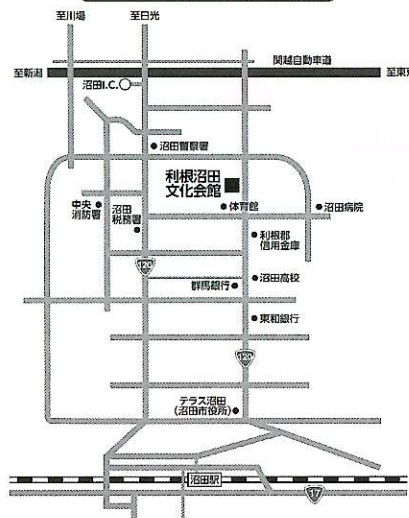 至川場
至日光
関越自動車道
至新潟
至東京
沼田I.C.
沼田警察署
利根沼田
文化会館
中央
消防署
沼田
税務署
体育館
沼田病院
利根郡
信用金庫
120
沼田高校
群馬銀行
東和銀行
120
テラス沼田
(沼田市役所)
沼田駅
17